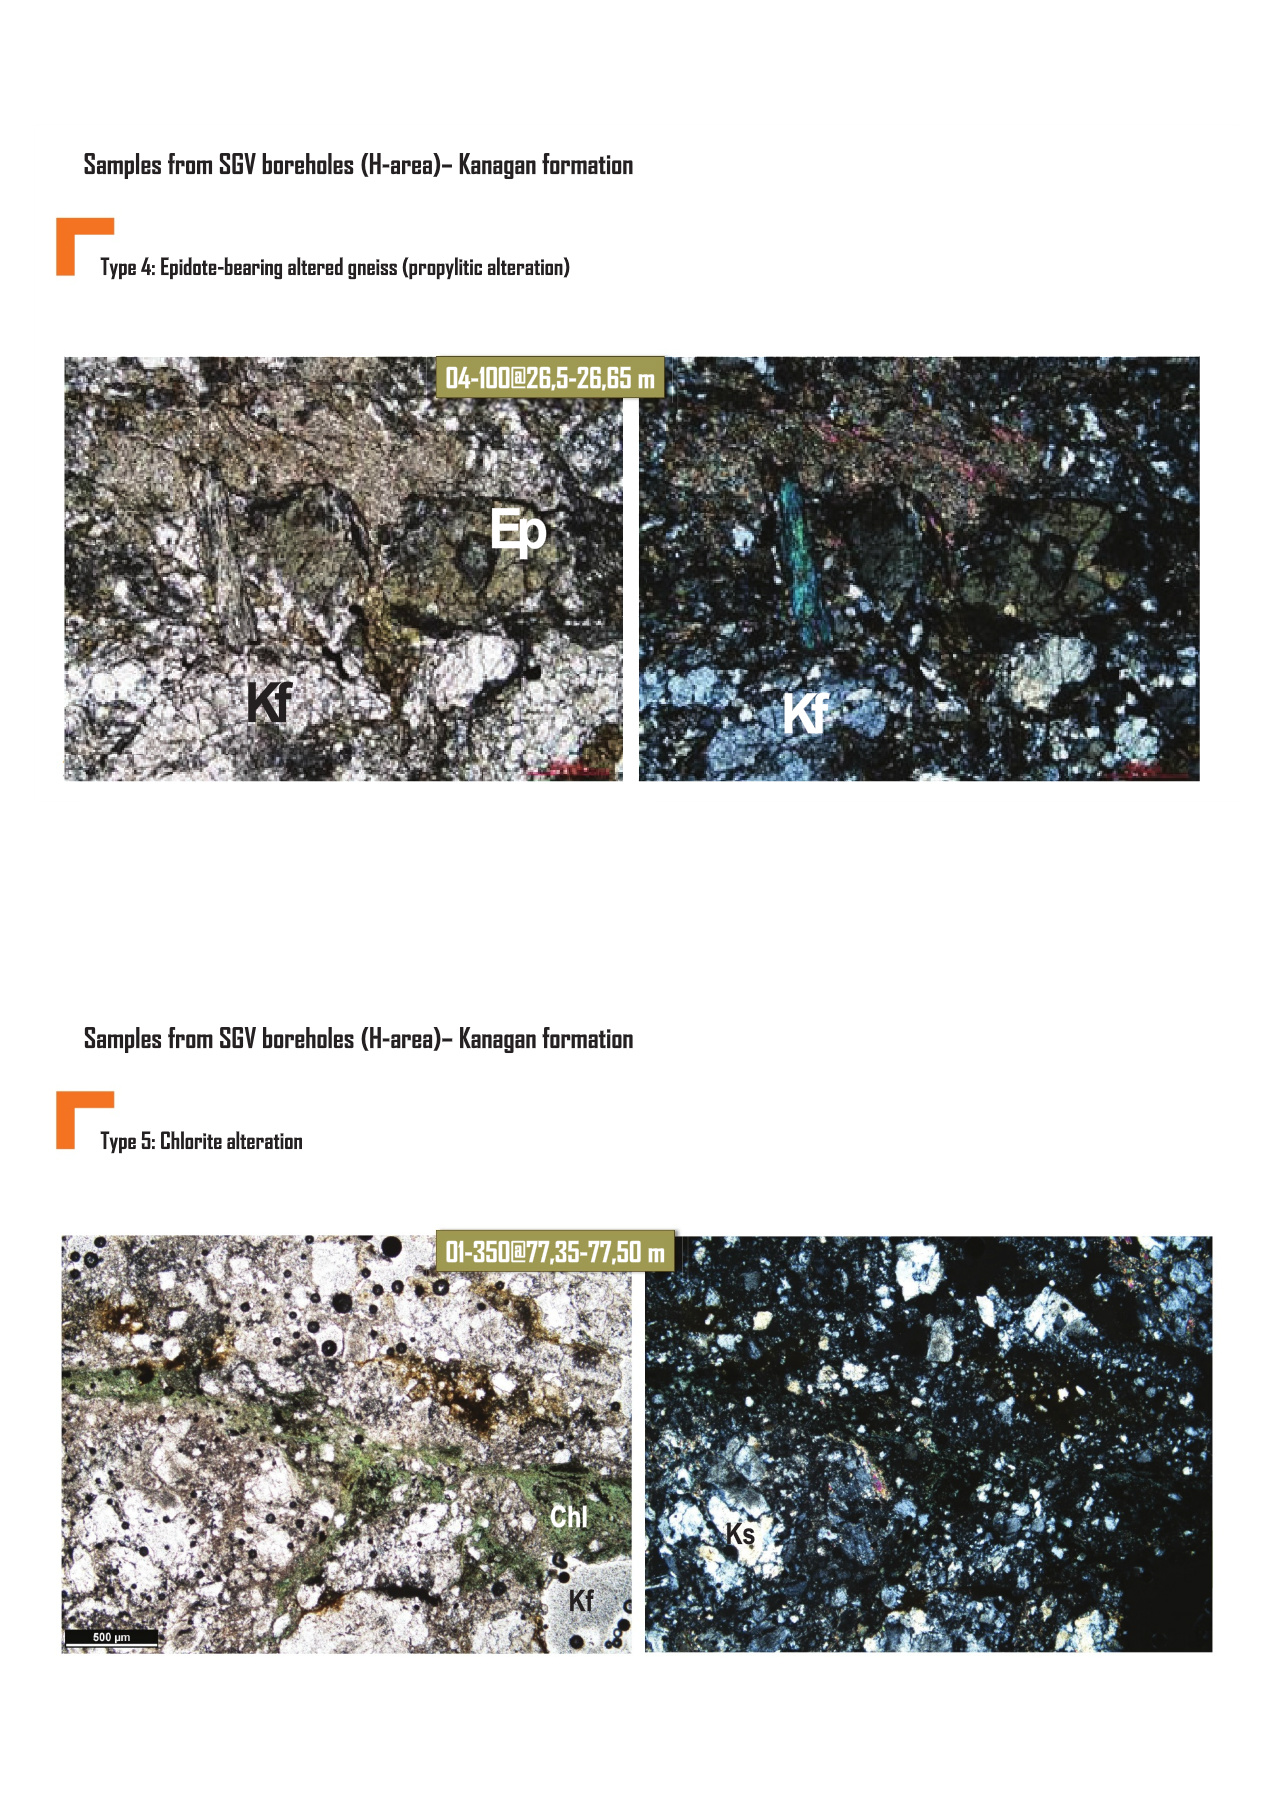 Samples from SGV boreholes (H-area)– Kanagan formation
Type 4: Epidote-bearing altered gneiss (propylitic alteration)
04-100@26,5-26,65 m
Ep
Kf
Kf
Samples from SGV boreholes (H-area)– Kanagan formation
Type 5: Chlorite alteration
01-350@77,35-77,50 m
Chl
Ks
Kf
500 µm